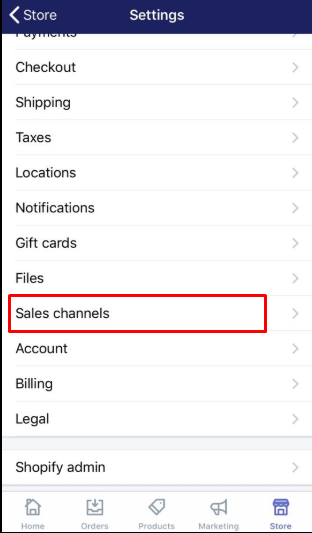 Store
Settings
Payments
Checkout
Shipping
Taxes
Locations
Notifications
Gift cards
Files
Sales channels
Account
Billing
Legal
Shopify admin
Home
Orders
Products
Marketing
Store